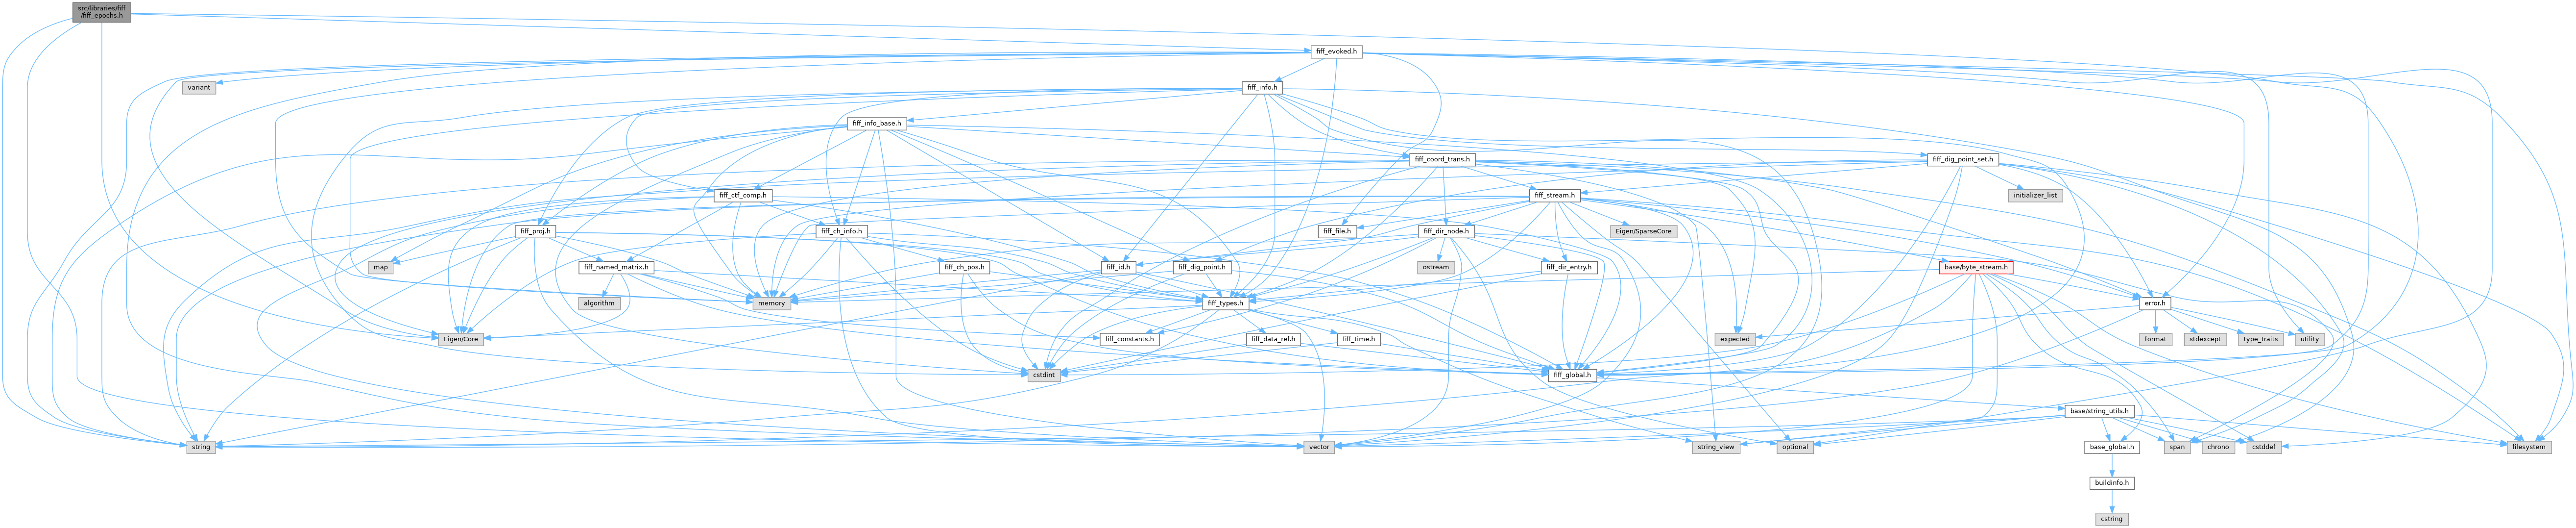 src/libraries/fiff
/fiff_epochs.h
fiff_evoked.h
variant
fiff_info.h
fiff_info_base.h
fiff_coord_trans.h
fiff_dig_point_set.h
fiff_ctf_comp.h
fiff_stream.h
initializer_list
fiff_proj.h
fiff_ch_info.h
fiff_file.h
fiff_dir_node.h
Eigen/SparseCore
map
fiff_named_matrix.h
fiff_ch_pos.h
fiff_id.h
fiff_dig_point.h
ostream
fiff_dir_entry.h
base/byte_stream.h
algorithm
memory
fiff_types.h
error.h
Eigen/Core
fiff_constants.h
fiff_data_ref.h
fiff_time.h
expected
format
stdexcept
type_traits
utility
cstdint
fiff_global.h
base/string_utils.h
string
vector
string_view
optional
base_global.h
span
chrono
cstddef
filesystem
buildinfo.h
cstring